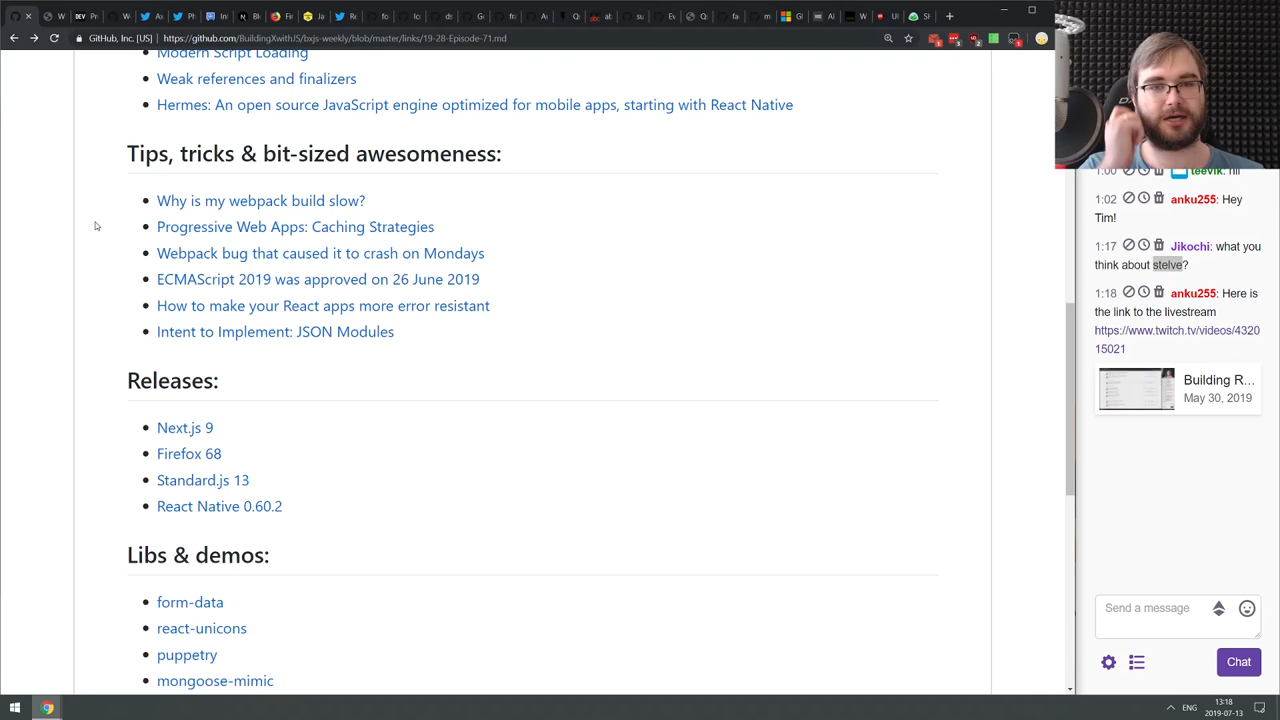 GitHub, Inc. [US]
https://github.com/BuildingXwithJS/bxjs-weekly/blob/master/links/19-28-Episode-71.md
Modern Script Loading
Weak references and finalizers
Hermes: An open source JavaScript engine optimized for mobile apps, starting with React Native
Tips, tricks & bit-sized awesomeness:
Why is my webpack build slow?
Progressive Web Apps: Caching Strategies
Webpack bug that caused it to crash on Mondays
ECMAScript 2019 was approved on 26 June 2019
How to make your React apps more error resistant
Intent to Implement: JSON Modules
Releases:
Next.js 9
Firefox 68
Standard.js 13
React Native 0.60.2
Libs & demos:
form-data
react-unicons
puppetry
mongoose-mimic
1:00 teevik: hi!
1:02 anku255: Hey
Tim!
1:17 Jikochi: what you
think about stelve?
1:18 anku255: Here is
the link to the livestream
https://www.twitch.tv/videos/4320
15021
Building R...
May 30, 2019
Send a message
Chat
ENG
13:18
2019-07-13